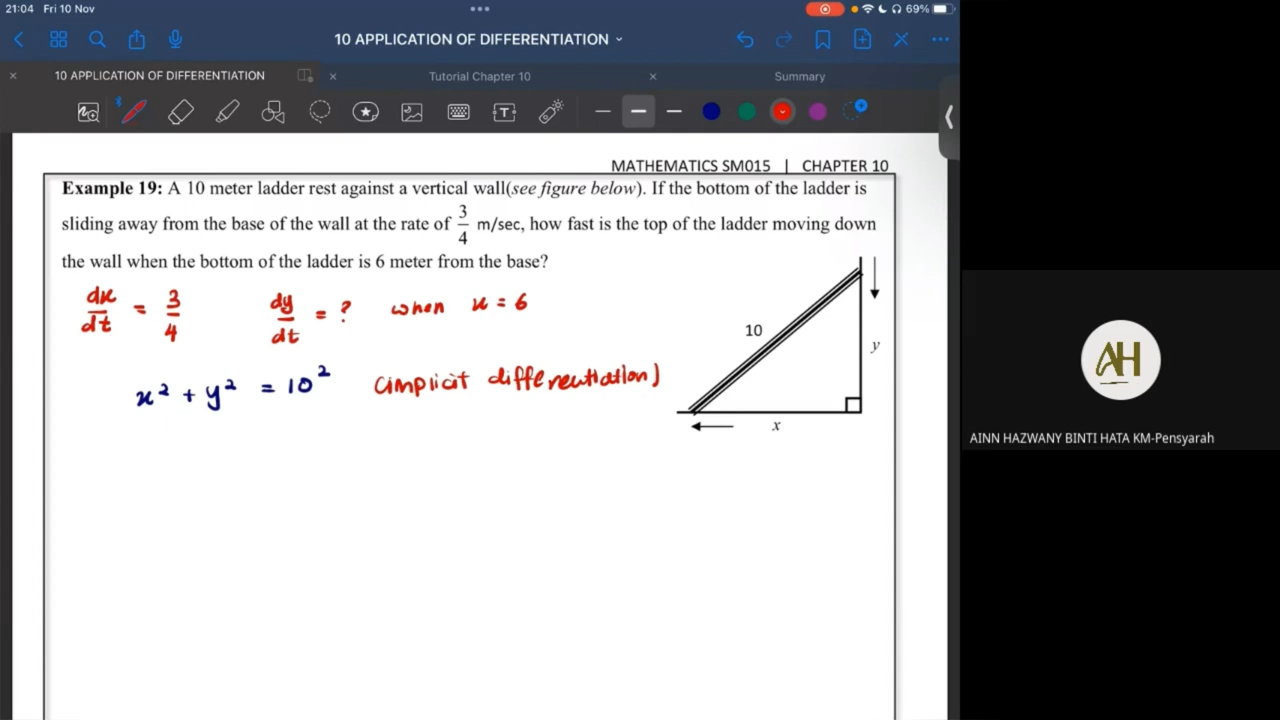 21:04 Fri 10 Nov
69%
10 APPLICATION OF DIFFERENTIATION
10 APPLICATION OF DIFFERENTIATION
Tutorial Chapter 10
Summary
MATHEMATICS SM015 | CHAPTER 10
Example 19: A 10 meter ladder rest against a vertical wall(see figure below). If the bottom of the ladder is
sliding away from the base of the wall at the rate of 3/4 m/sec, how fast is the top of the ladder moving down
the wall when the bottom of the ladder is 6 meter from the base?
dx/dt = 3/4 dy/dt = ? when x = 6
x² + y² = 10² (implicit differentiation)
10
y
x
AH
AINN HAZWANY BINTI HATA KM-Pensyarah